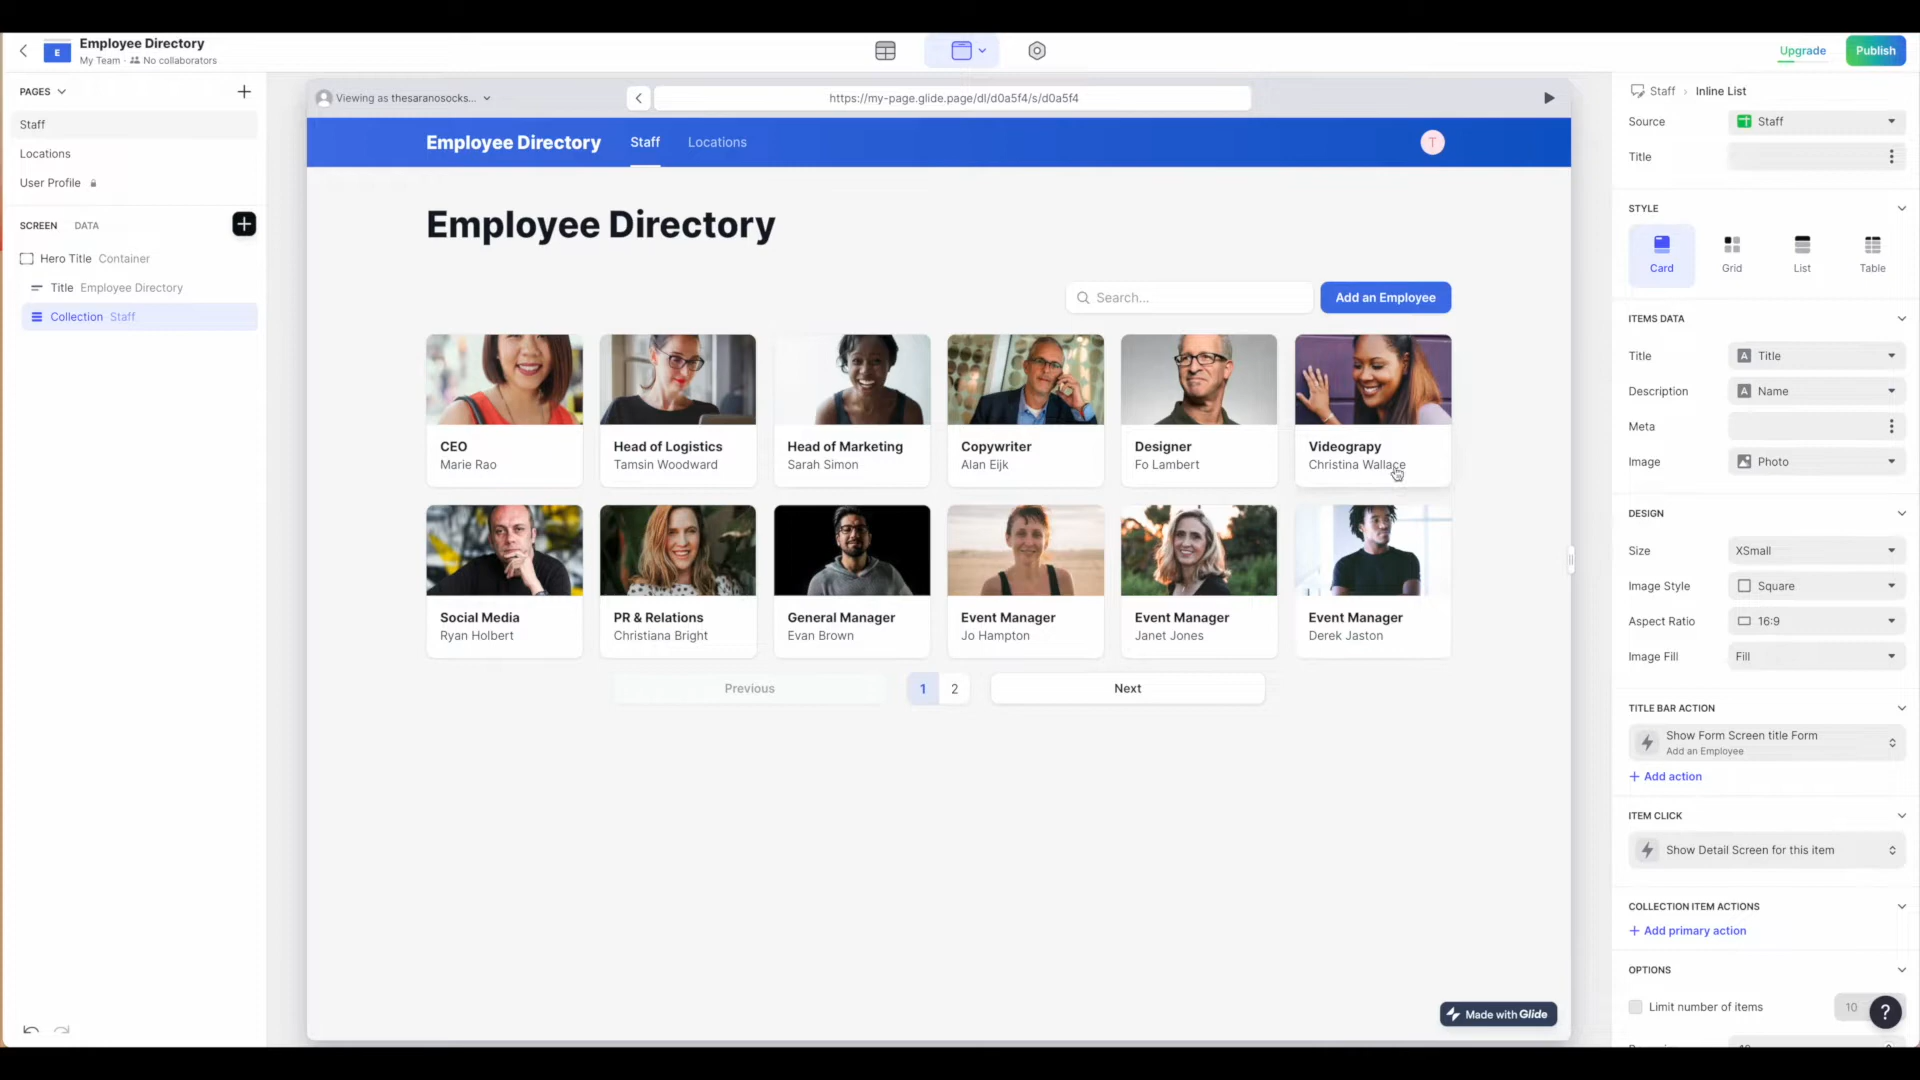 E
Employee Directory
My Team · No collaborators
Upgrade
Publish
PAGES
Staff
Locations
User Profile
SCREEN DATA
Hero Title Container
Title Employee Directory
Collection Staff
Viewing as thesaranosocks...
https://my-page.glide.page/dl/d0a5f4/s/d0a5f4
Employee Directory Staff Locations
T
Employee Directory
Search...
Add an Employee
CEO
Marie Rao
Head of Logistics
Tamsin Woodward
Head of Marketing
Sarah Simon
Copywriter
Alan Eijk
Designer
Fo Lambert
Videograpy
Christina Wallace
Social Media
Ryan Holbert
PR & Relations
Christiana Bright
General Manager
Evan Brown
Event Manager
Jo Hampton
Event Manager
Janet Jones
Event Manager
Derek Jaston
Previous 1 2 Next
Made with Glide
Staff › Inline List
Source Staff
Title
STYLE
Card Grid List Table
ITEMS DATA
Title A Title
Description A Name
Meta
Image Photo
DESIGN
Size XSmall
Image Style Square
Aspect Ratio 16:9
Image Fill Fill
TITLE BAR ACTION
Show Form Screen title Form
Add an Employee
+ Add action
ITEM CLICK
Show Detail Screen for this item
COLLECTION ITEM ACTIONS
+ Add primary action
OPTIONS
Limit number of items 10
?